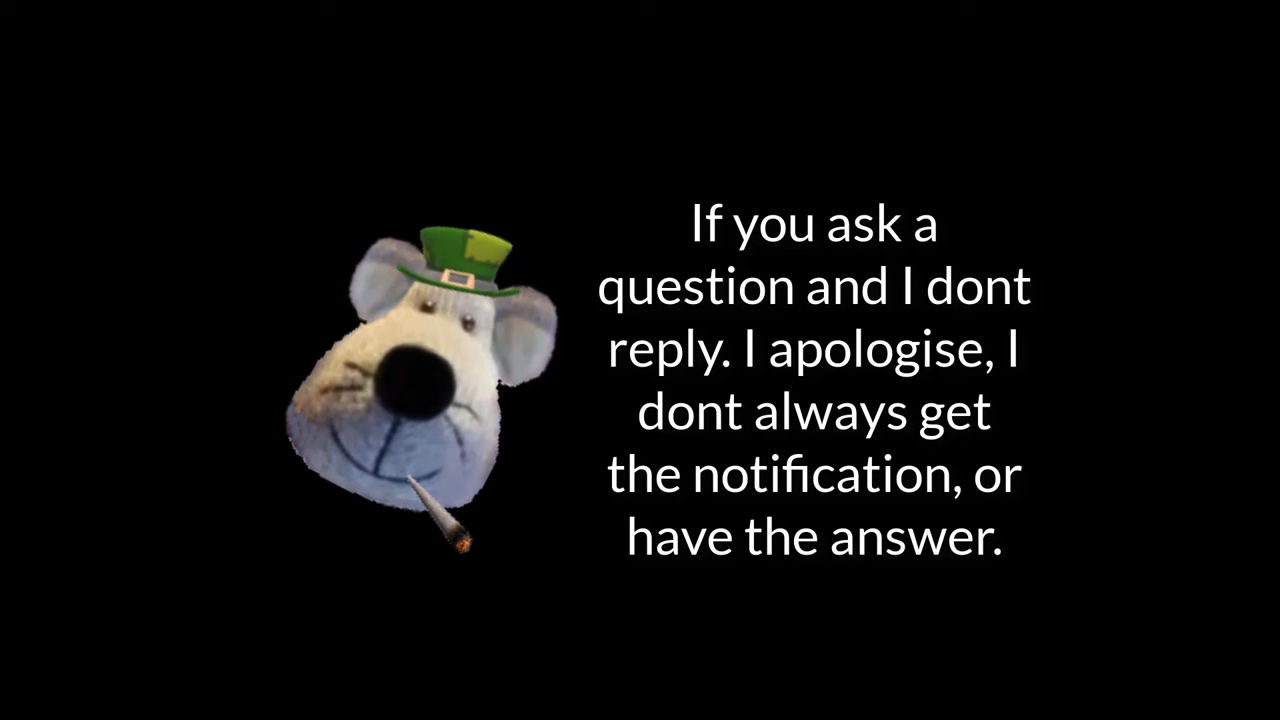 If you ask a
question and I dont
reply. I apologise, I
dont always get
the notification, or
have the answer.